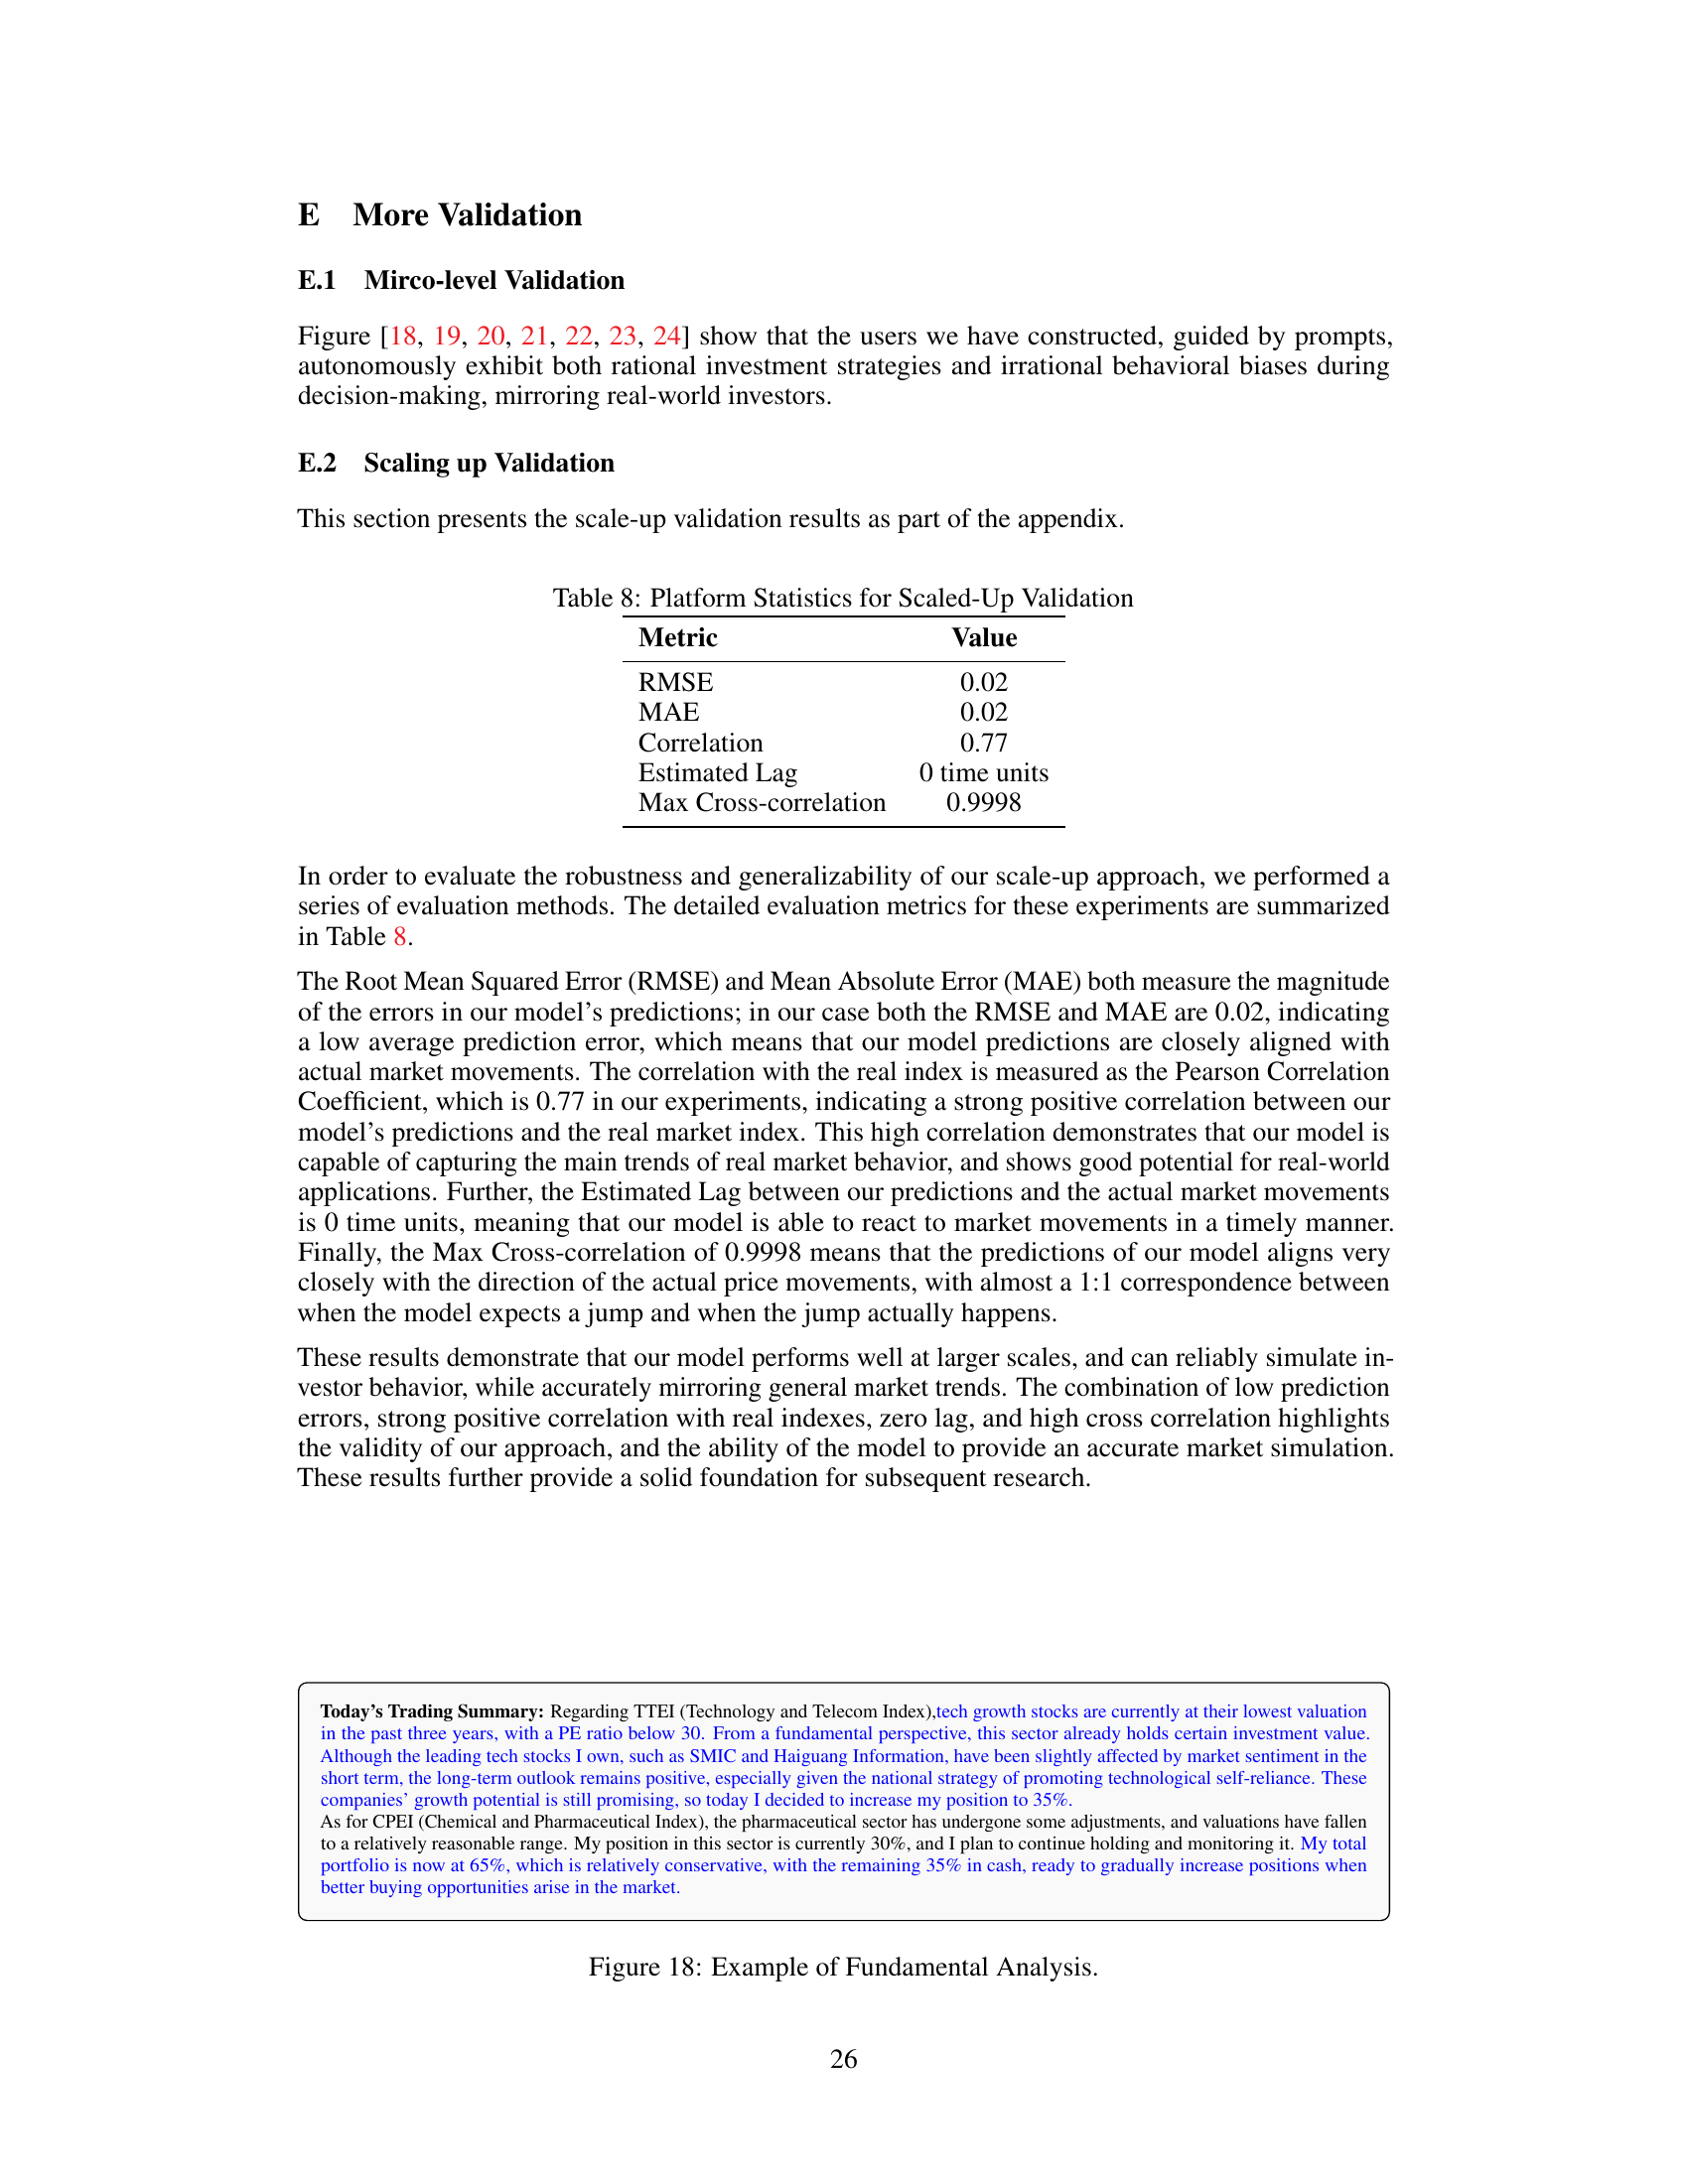 E More Validation
E.1 Mirco-level Validation
Figure [18, 19, 20, 21, 22, 23, 24] show that the users we have constructed, guided by prompts,
autonomously exhibit both rational investment strategies and irrational behavioral biases during
decision-making, mirroring real-world investors.
E.2 Scaling up Validation
This section presents the scale-up validation results as part of the appendix.
Table 8: Platform Statistics for Scaled-Up Validation
Metric Value
RMSE 0.02
MAE 0.02
Correlation 0.77
Estimated Lag 0 time units
Max Cross-correlation 0.9998
In order to evaluate the robustness and generalizability of our scale-up approach, we performed a
series of evaluation methods. The detailed evaluation metrics for these experiments are summarized
in Table 8.
The Root Mean Squared Error (RMSE) and Mean Absolute Error (MAE) both measure the magnitude
of the errors in our model's predictions; in our case both the RMSE and MAE are 0.02, indicating
a low average prediction error, which means that our model predictions are closely aligned with
actual market movements. The correlation with the real index is measured as the Pearson Correlation
Coefficient, which is 0.77 in our experiments, indicating a strong positive correlation between our
model's predictions and the real market index. This high correlation demonstrates that our model is
capable of capturing the main trends of real market behavior, and shows good potential for real-world
applications. Further, the Estimated Lag between our predictions and the actual market movements
is 0 time units, meaning that our model is able to react to market movements in a timely manner.
Finally, the Max Cross-correlation of 0.9998 means that the predictions of our model aligns very
closely with the direction of the actual price movements, with almost a 1:1 correspondence between
when the model expects a jump and when the jump actually happens.
These results demonstrate that our model performs well at larger scales, and can reliably simulate in-
vestor behavior, while accurately mirroring general market trends. The combination of low prediction
errors, strong positive correlation with real indexes, zero lag, and high cross correlation highlights
the validity of our approach, and the ability of the model to provide an accurate market simulation.
These results further provide a solid foundation for subsequent research.
Today's Trading Summary: Regarding TTEI (Technology and Telecom Index),tech growth stocks are currently at their lowest valuation
in the past three years, with a PE ratio below 30. From a fundamental perspective, this sector already holds certain investment value.
Although the leading tech stocks I own, such as SMIC and Haiguang Information, have been slightly affected by market sentiment in the
short term, the long-term outlook remains positive, especially given the national strategy of promoting technological self-reliance. These
companies' growth potential is still promising, so today I decided to increase my position to 35%.
As for CPEI (Chemical and Pharmaceutical Index), the pharmaceutical sector has undergone some adjustments, and valuations have fallen
to a relatively reasonable range. My position in this sector is currently 30%, and I plan to continue holding and monitoring it. My total
portfolio is now at 65%, which is relatively conservative, with the remaining 35% in cash, ready to gradually increase positions when
better buying opportunities arise in the market.
Figure 18: Example of Fundamental Analysis.
26